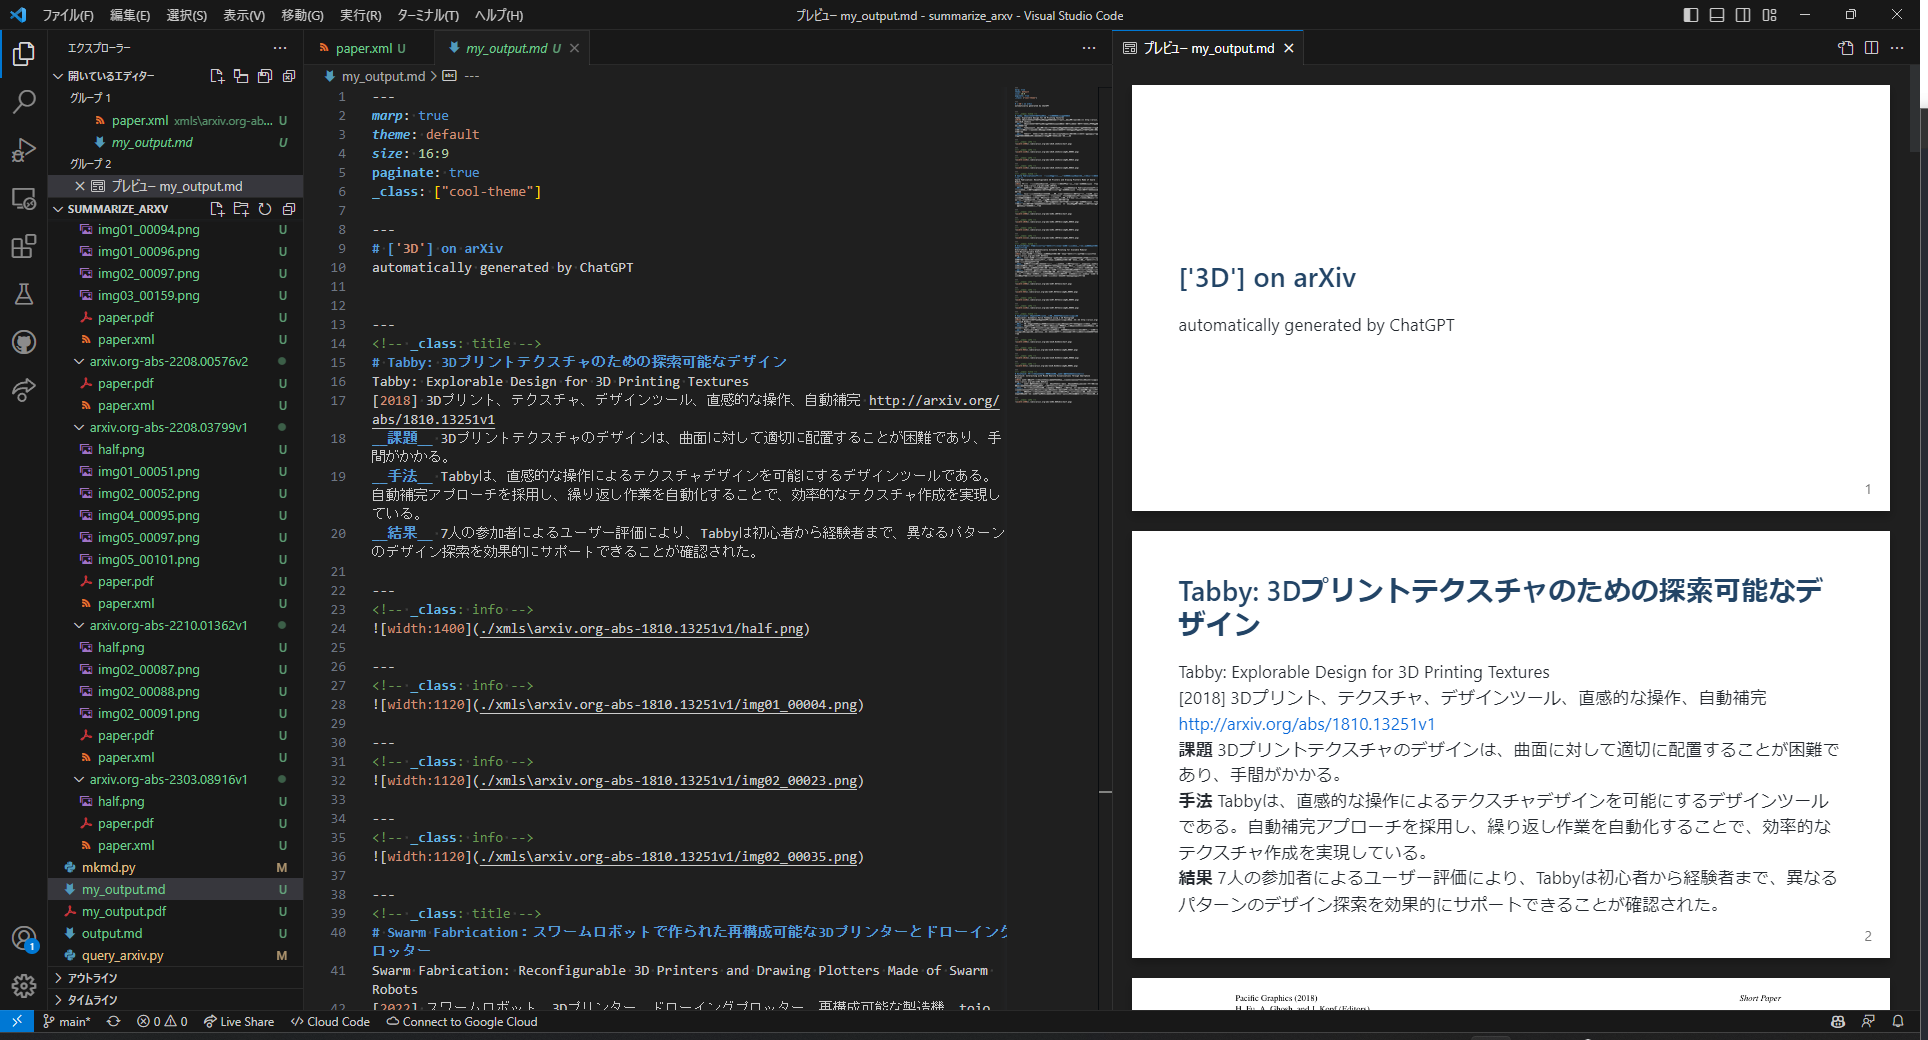 ファイル(F) 編集(E) 選択(S) 表示(V) 移動(G) 実行(R) ターミナル(T) ヘルプ(H)
プレビュー my_output.md - summarize_arxv - Visual Studio Code
エクスプローラー
開いているエディター
グループ 1
paper.xml xmls\arxiv.org-ab... U
my_output.md U
グループ 2
プレビュー my_output.md
SUMMARIZE_ARXV
img01_00094.png U
img01_00096.png U
img02_00097.png U
img03_00159.png U
paper.pdf U
paper.xml U
arxiv.org-abs-2208.00576v2
paper.pdf U
paper.xml U
arxiv.org-abs-2208.03799v1
half.png U
img01_00051.png U
img02_00052.png U
img04_00095.png U
img05_00097.png U
img05_00101.png U
paper.pdf U
paper.xml U
arxiv.org-abs-2210.01362v1
half.png U
img02_00087.png U
img02_00088.png U
img02_00091.png U
paper.pdf U
paper.xml U
arxiv.org-abs-2303.08916v1
half.png U
paper.pdf U
paper.xml U
mkmd.py M
my_output.md U
my_output.pdf U
output.md U
query_arxiv.py M
アウトライン
タイムライン
paper.xml U
my_output.md U
my_output.md > ---
1 ---
2 marp: true
3 theme: default
4 size: 16:9
5 paginate: true
6 _class: ["cool-theme"]
7
8 ---
9 # ['3D'] on arXiv
10 automatically generated by ChatGPT
11
12
13 ---
14 <!-- _class: title -->
15 # Tabby: 3Dプリントテクスチャのための探索可能なデザイン
16 Tabby: Explorable Design for 3D Printing Textures
17 [2018] 3Dプリント、テクスチャ、デザインツール、直感的な操作、自動補完 http://arxiv.org/
abs/1810.13251v1
18 __課題__ 3Dプリントテクスチャのデザインは、曲面に対して適切に配置することが困難であり、手
間がかかる。
19 __手法__ Tabbyは、直感的な操作によるテクスチャデザインを可能にするデザインツールである。
自動補完アプローチを採用し、繰り返し作業を自動化することで、効率的なテクスチャ作成を実現し
ている。
20 __結果__ 7人の参加者によるユーザー評価により、Tabbyは初心者から経験者まで、異なるパターン
のデザイン探索を効果的にサポートできることが確認された。
21
22 ---
23 <!-- _class: info -->
24 ![width:1400](./xmls\arxiv.org-abs-1810.13251v1/half.png)
25
26 ---
27 <!-- _class: info -->
28 ![width:1120](./xmls\arxiv.org-abs-1810.13251v1/img01_00004.png)
29
30 ---
31 <!-- _class: info -->
32 ![width:1120](./xmls\arxiv.org-abs-1810.13251v1/img02_00023.png)
33
34 ---
35 <!-- _class: info -->
36 ![width:1120](./xmls\arxiv.org-abs-1810.13251v1/img02_00035.png)
37
38 ---
39 <!-- _class: title -->
40 # Swarm Fabrication：スワームロボットで作られた再構成可能な3Dプリンターとドローイングプ
ロッター
41 Swarm Fabrication: Reconfigurable 3D Printers and Drawing Plotters Made of Swarm
Robots
42 [2022] スワームロボット、3Dプリンター、ドローイングプロッター、再構成可能な製造機、toio
プレビュー my_output.md
['3D'] on arXiv
automatically generated by ChatGPT
1
Tabby: 3Dプリントテクスチャのための探索可能なデ
ザイン
Tabby: Explorable Design for 3D Printing Textures
[2018] 3Dプリント、テクスチャ、デザインツール、直感的な操作、自動補完
http://arxiv.org/abs/1810.13251v1
課題 3Dプリントテクスチャのデザインは、曲面に対して適切に配置することが困難で
あり、手間がかかる。
手法 Tabbyは、直感的な操作によるテクスチャデザインを可能にするデザインツール
である。自動補完アプローチを採用し、繰り返し作業を自動化することで、効率的な
テクスチャ作成を実現している。
結果 7人の参加者によるユーザー評価により、Tabbyは初心者から経験者まで、異なる
パターンのデザイン探索を効果的にサポートできることが確認された。
2
Pacific Graphics (2018)
H. Fu, A. Ghosh, and J. Kopf (Editors)
Short Paper
1
main* 0 0 Live Share Cloud Code Connect to Google Cloud